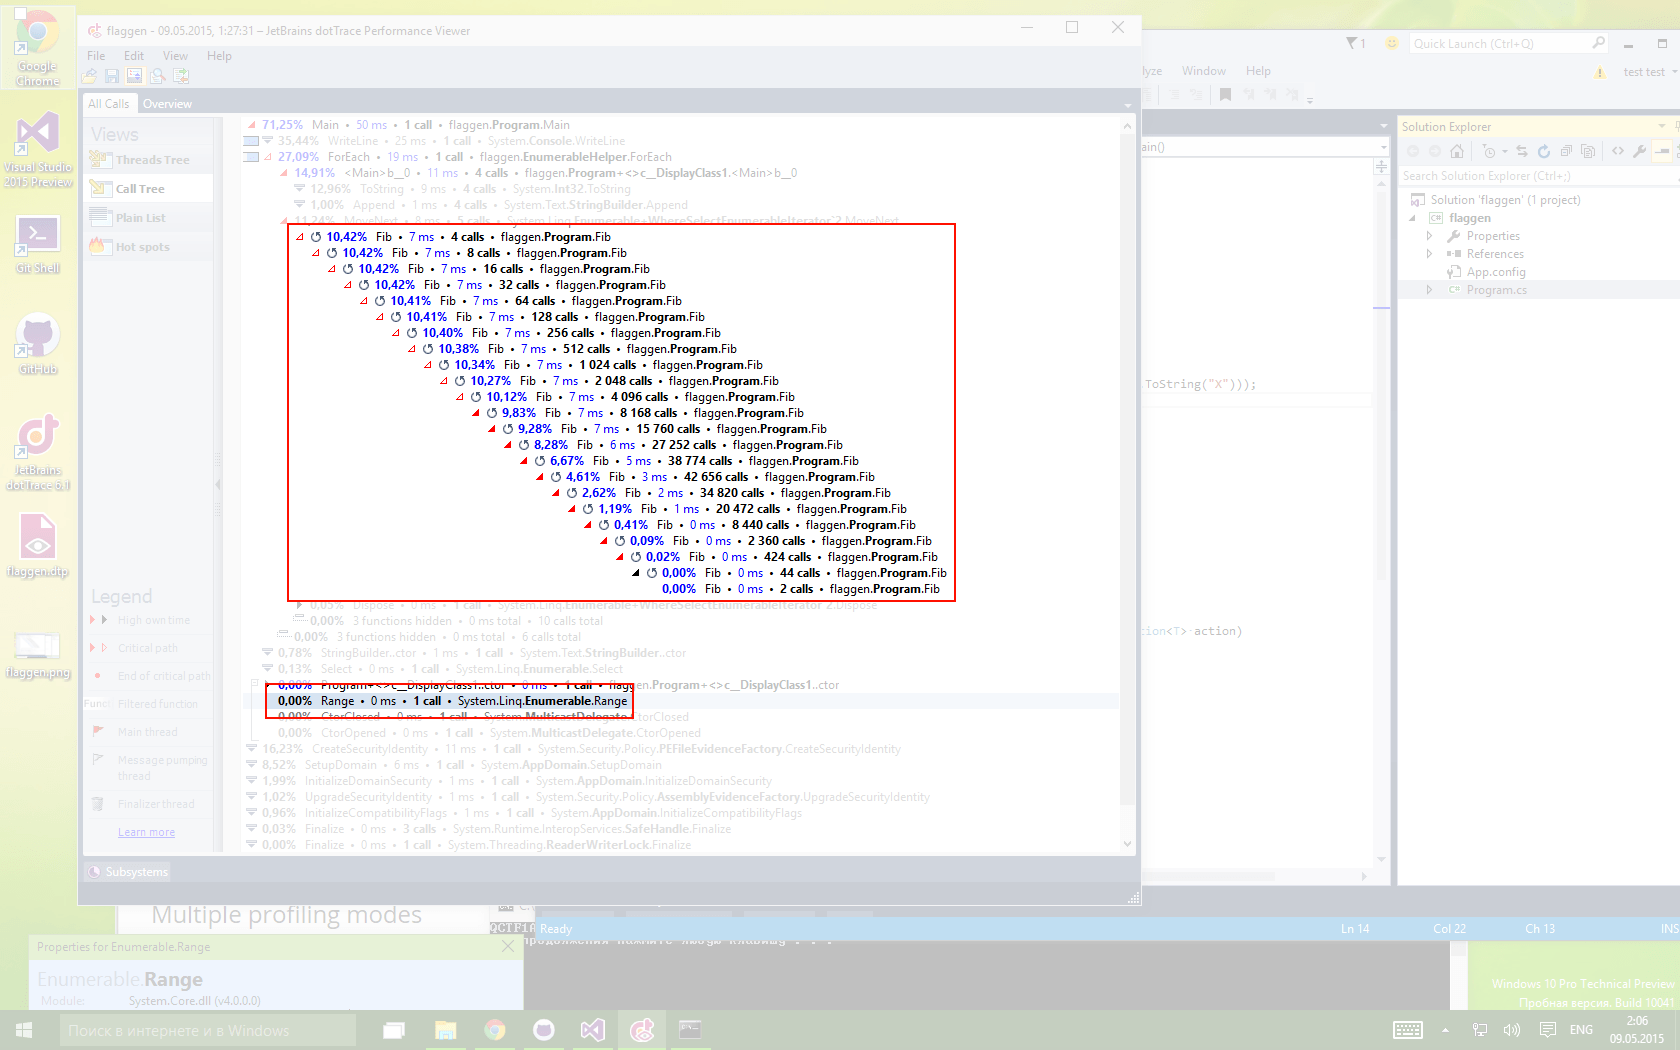 Google
Chrome
Visual Studio
2015 Preview
Git Shell
GitHub
JetBrains
dotTrace 6.1
flaggen.dtp
flaggen.png
flaggen - 09.05.2015, 1:27:31 – JetBrains dotTrace Performance Viewer
File Edit View Help
All Calls Overview
Views
Threads Tree
Call Tree
Plain List
Hot spots
Legend
High own time
Critical path
End of critical path
Func Filtered function
Main thread
Message pumping
thread
Finalizer thread
Learn more
Subsystems
71,25% Main • 50 ms • 1 call • flaggen.Program.Main
35.44% WriteLine • 25 ms • 1 call • System.Console.WriteLine
27,09% ForEach • 19 ms • 1 call • flaggen.EnumerableHelper.ForEach
14,91% <Main>b__0 • 11 ms • 4 calls • flaggen.Program+<>c__DisplayClass1.<Main>b__0
12,96% ToString • 9 ms • 4 calls • System.Int32.ToString
1,00% Append • 1 ms • 4 calls • System.Text.StringBuilder.Append
11,24% MoveNext • 8 ms • 5 calls • System.Linq.Enumerable+WhereSelectEnumerableIterator`2.MoveNext
10,42% Fib • 7 ms • 4 calls • flaggen.Program.Fib
10,42% Fib • 7 ms • 8 calls • flaggen.Program.Fib
10,42% Fib • 7 ms • 16 calls • flaggen.Program.Fib
10,42% Fib • 7 ms • 32 calls • flaggen.Program.Fib
10,41% Fib • 7 ms • 64 calls • flaggen.Program.Fib
10,41% Fib • 7 ms • 128 calls • flaggen.Program.Fib
10,40% Fib • 7 ms • 256 calls • flaggen.Program.Fib
10,38% Fib • 7 ms • 512 calls • flaggen.Program.Fib
10,34% Fib • 7 ms • 1 024 calls • flaggen.Program.Fib
10,27% Fib • 7 ms • 2 048 calls • flaggen.Program.Fib
10,12% Fib • 7 ms • 4 096 calls • flaggen.Program.Fib
9,83% Fib • 7 ms • 8 168 calls • flaggen.Program.Fib
9,28% Fib • 7 ms • 15 760 calls • flaggen.Program.Fib
8,28% Fib • 6 ms • 27 252 calls • flaggen.Program.Fib
6,67% Fib • 5 ms • 38 774 calls • flaggen.Program.Fib
4,61% Fib • 3 ms • 42 656 calls • flaggen.Program.Fib
2,62% Fib • 2 ms • 34 820 calls • flaggen.Program.Fib
1,19% Fib • 1 ms • 20 472 calls • flaggen.Program.Fib
0,41% Fib • 0 ms • 8 440 calls • flaggen.Program.Fib
0,09% Fib • 0 ms • 2 360 calls • flaggen.Program.Fib
0,02% Fib • 0 ms • 424 calls • flaggen.Program.Fib
0,00% Fib • 0 ms • 44 calls • flaggen.Program.Fib
0,00% Fib • 0 ms • 2 calls • flaggen.Program.Fib
0,05% Dispose • 0 ms • 1 call • System.Linq.Enumerable+WhereSelectEnumerableIterator`2.Dispose
0,00% 3 functions hidden • 0 ms total • 10 calls total
0,00% 3 functions hidden • 0 ms total • 6 calls total
0,78% StringBuilder..ctor • 1 ms • 1 call • System.Text.StringBuilder..ctor
0,13% Select • 0 ms • 1 call • System.Linq.Enumerable.Select
0,00% Program+<>c__DisplayClass1..ctor • 0 ms • 1 call • flaggen.Program+<>c__DisplayClass1..ctor
0,00% Range • 0 ms • 1 call • System.Linq.Enumerable.Range
0,00% CtorClosed • 0 ms • 1 call • System.MulticastDelegate.CtorClosed
0,00% CtorOpened • 0 ms • 1 call • System.MulticastDelegate.CtorOpened
16,23% CreateSecurityIdentity • 11 ms • 1 call • System.Security.Policy.PEFileEvidenceFactory.CreateSecurityIdentity
8,52% SetupDomain • 6 ms • 1 call • System.AppDomain.SetupDomain
1,99% InitializeDomainSecurity • 1 ms • 1 call • System.AppDomain.InitializeDomainSecurity
1,02% UpgradeSecurityIdentity • 1 ms • 1 call • System.Security.Policy.AssemblyEvidenceFactory.UpgradeSecurityIdentity
0,96% InitializeCompatibilityFlags • 1 ms • 1 call • System.AppDomain.InitializeCompatibilityFlags
0,03% Finalize • 0 ms • 3 calls • System.Runtime.InteropServices.SafeHandle.Finalize
0,00% Finalize • 0 ms • 1 call • System.Threading.ReaderWriterLock.Finalize
1 Quick Launch (Ctrl+Q)
lyze Window Help test test
ain()
ToString("X")));
tion<T> action)
Solution Explorer
Search Solution Explorer (Ctrl+;)
Solution 'flaggen' (1 project)
flaggen
Properties
References
App.config
Program.cs
Multiple profiling modes
Ready Ln 14 Col 22 Ch 13 INS
продолжения нажмите любую клавишу . . .
Properties for Enumerable.Range
Enumerable.Range
Module: System.Core.dll (v4.0.0.0)
Windows 10 Pro Technical Preview
Пробная версия. Build 10041
Поиск в интернете и в Windows
ENG
2:06
09.05.2015